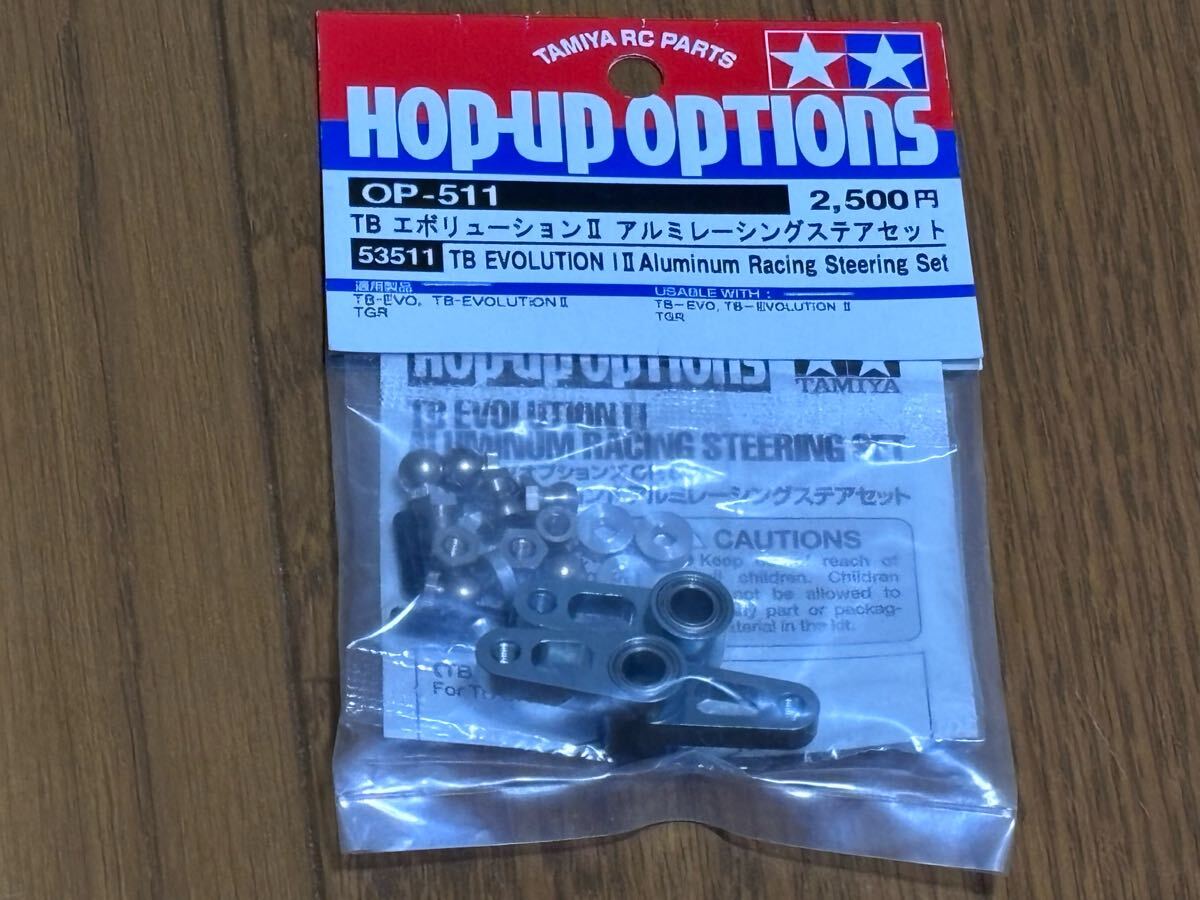 TAMIYA RC PARTS
HOP-UP OPTIONS
OP-511 2,500円
TB エボリューションⅡ アルミレーシングステアセット
53511 TB EVOLUTION Ⅱ Aluminum Racing Steering Set
適用製品
TB-EVO, TB-EVOLUTION Ⅱ
TGR
USABLE WITH :
TB-EVO, TB-EVOLUTION Ⅱ
TGR
HOP-UP OPTIONS
TAMIYA
TB EVOLUTION II
ALUMINUM RACING STEERING SET
アルミレーシングステアセット
CAUTIONS
Keep out of reach of
children. Children
not be allowed to
any part or packag-
material in the kit.
(TB
For